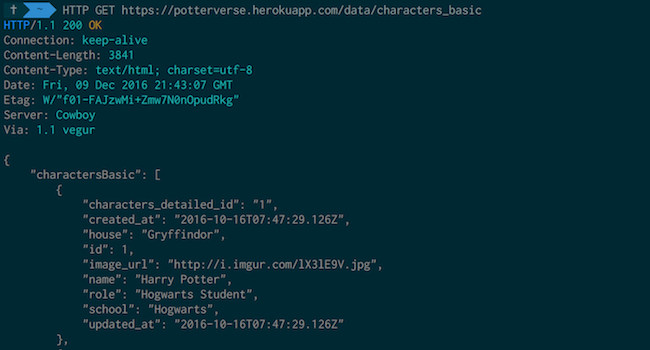 † ~ HTTP GET https://potterverse.herokuapp.com/data/characters_basic
HTTP/1.1 200 OK
Connection: keep-alive
Content-Length: 3841
Content-Type: text/html; charset=utf-8
Date: Fri, 09 Dec 2016 21:43:07 GMT
Etag: W/"f01-FAJzwMi+Zmw7N0nOpudRkg"
Server: Cowboy
Via: 1.1 vegur
{
"charactersBasic": [
{
"characters_detailed_id": "1",
"created_at": "2016-10-16T07:47:29.126Z",
"house": "Gryffindor",
"id": 1,
"image_url": "http://i.imgur.com/lX3lE9V.jpg",
"name": "Harry Potter",
"role": "Hogwarts Student",
"school": "Hogwarts",
"updated_at": "2016-10-16T07:47:29.126Z"
},